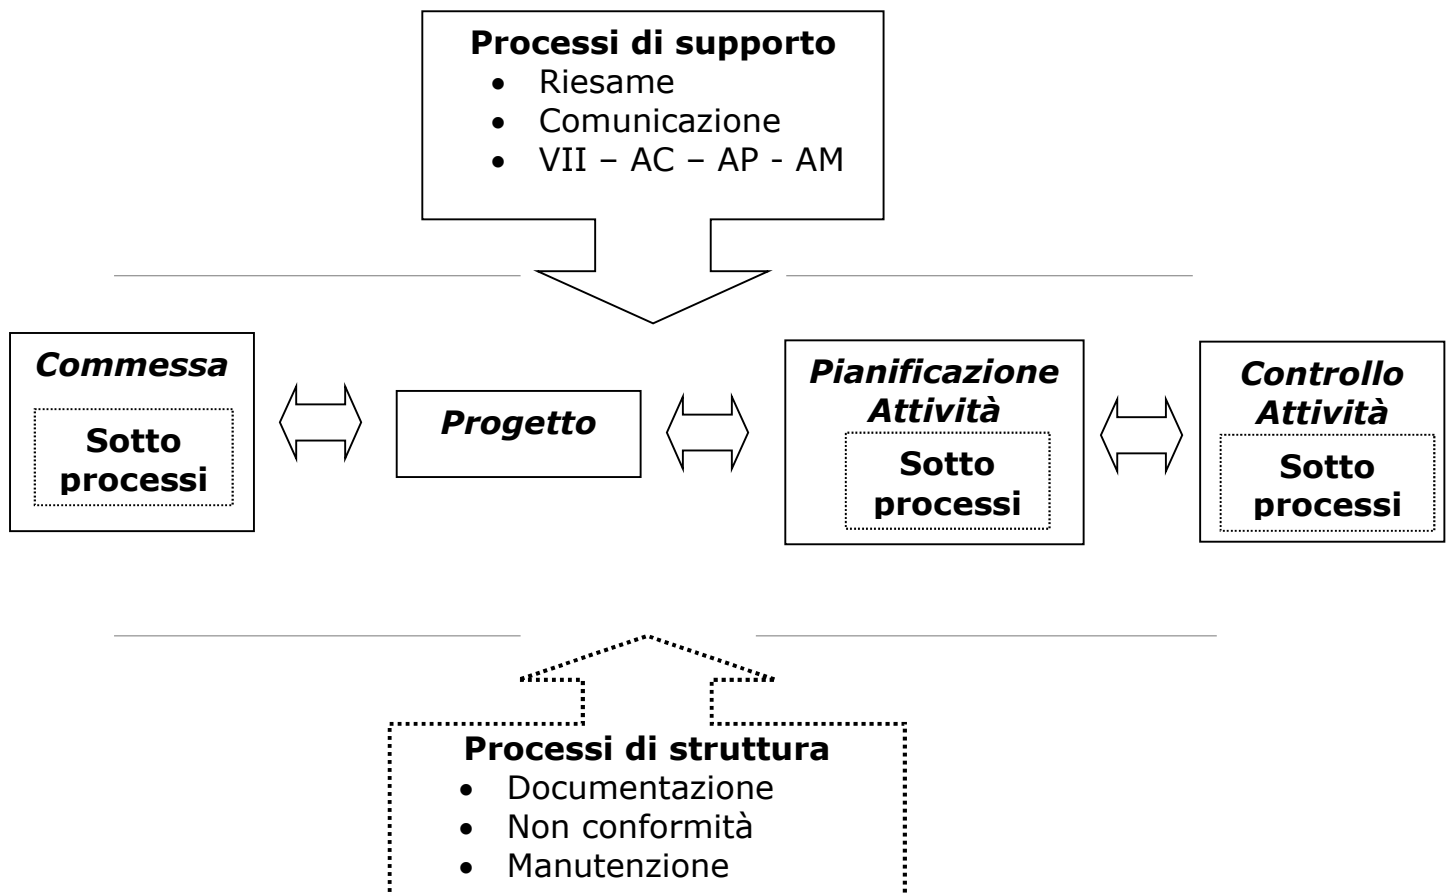 Processi di supporto
• Riesame
• Comunicazione
• VII – AC – AP - AM
Commessa
Sotto
processi
Progetto
Pianificazione
Attività
Sotto
processi
Controllo
Attività
Sotto
processi
Processi di struttura
• Documentazione
• Non conformità
• Manutenzione